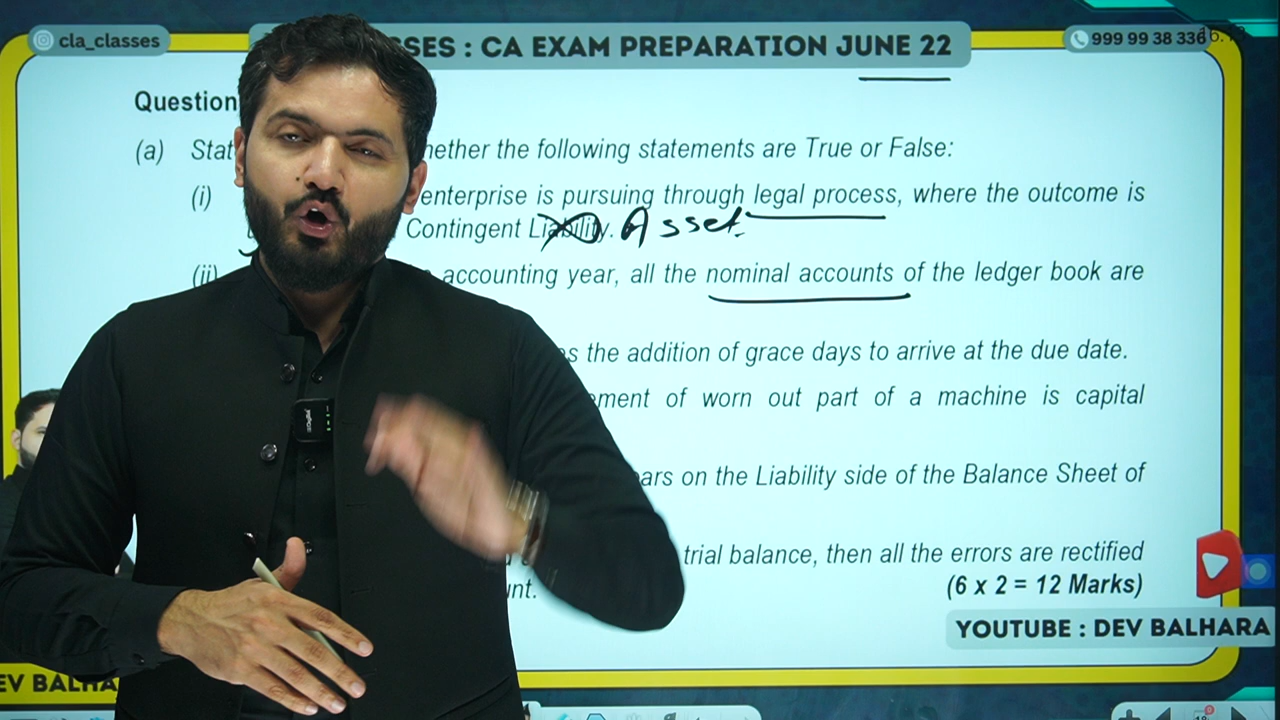 cla_classes
SSES : CA EXAM PREPARATION JUNE 22
999 99 38 336
Question
(a) Stat hether the following statements are True or False:
(i) enterprise is pursuing through legal process, where the outcome is
Contingent Liability. Asset.
(ii) accounting year, all the nominal accounts of the ledger book are
s the addition of grace days to arrive at the due date.
ment of worn out part of a machine is capital
ars on the Liability side of the Balance Sheet of
trial balance, then all the errors are rectified
unt. (6 x 2 = 12 Marks)
YOUTUBE : DEV BALHARA
EV BALHA